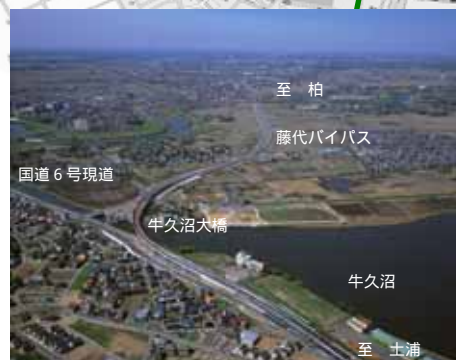 至　柏
藤代バイパス
国道６号現道
牛久沼大橋
牛久沼
至　土浦